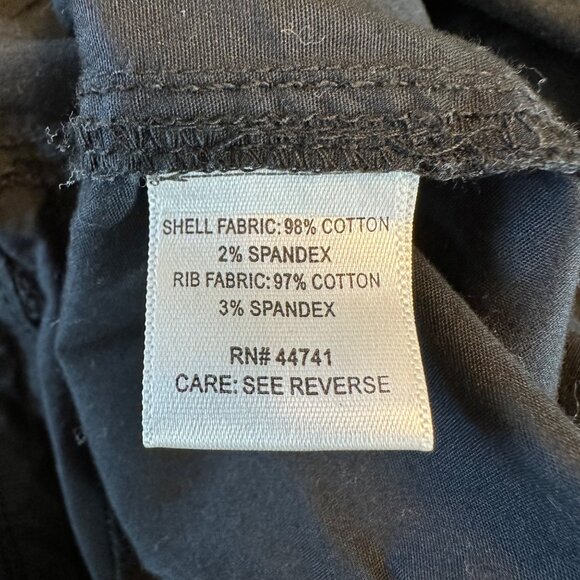 SHELL FABRIC: 98% COTTON
2% SPANDEX
RIB FABRIC: 97% COTTON
3% SPANDEX
RN# 44741
CARE: SEE REVERSE